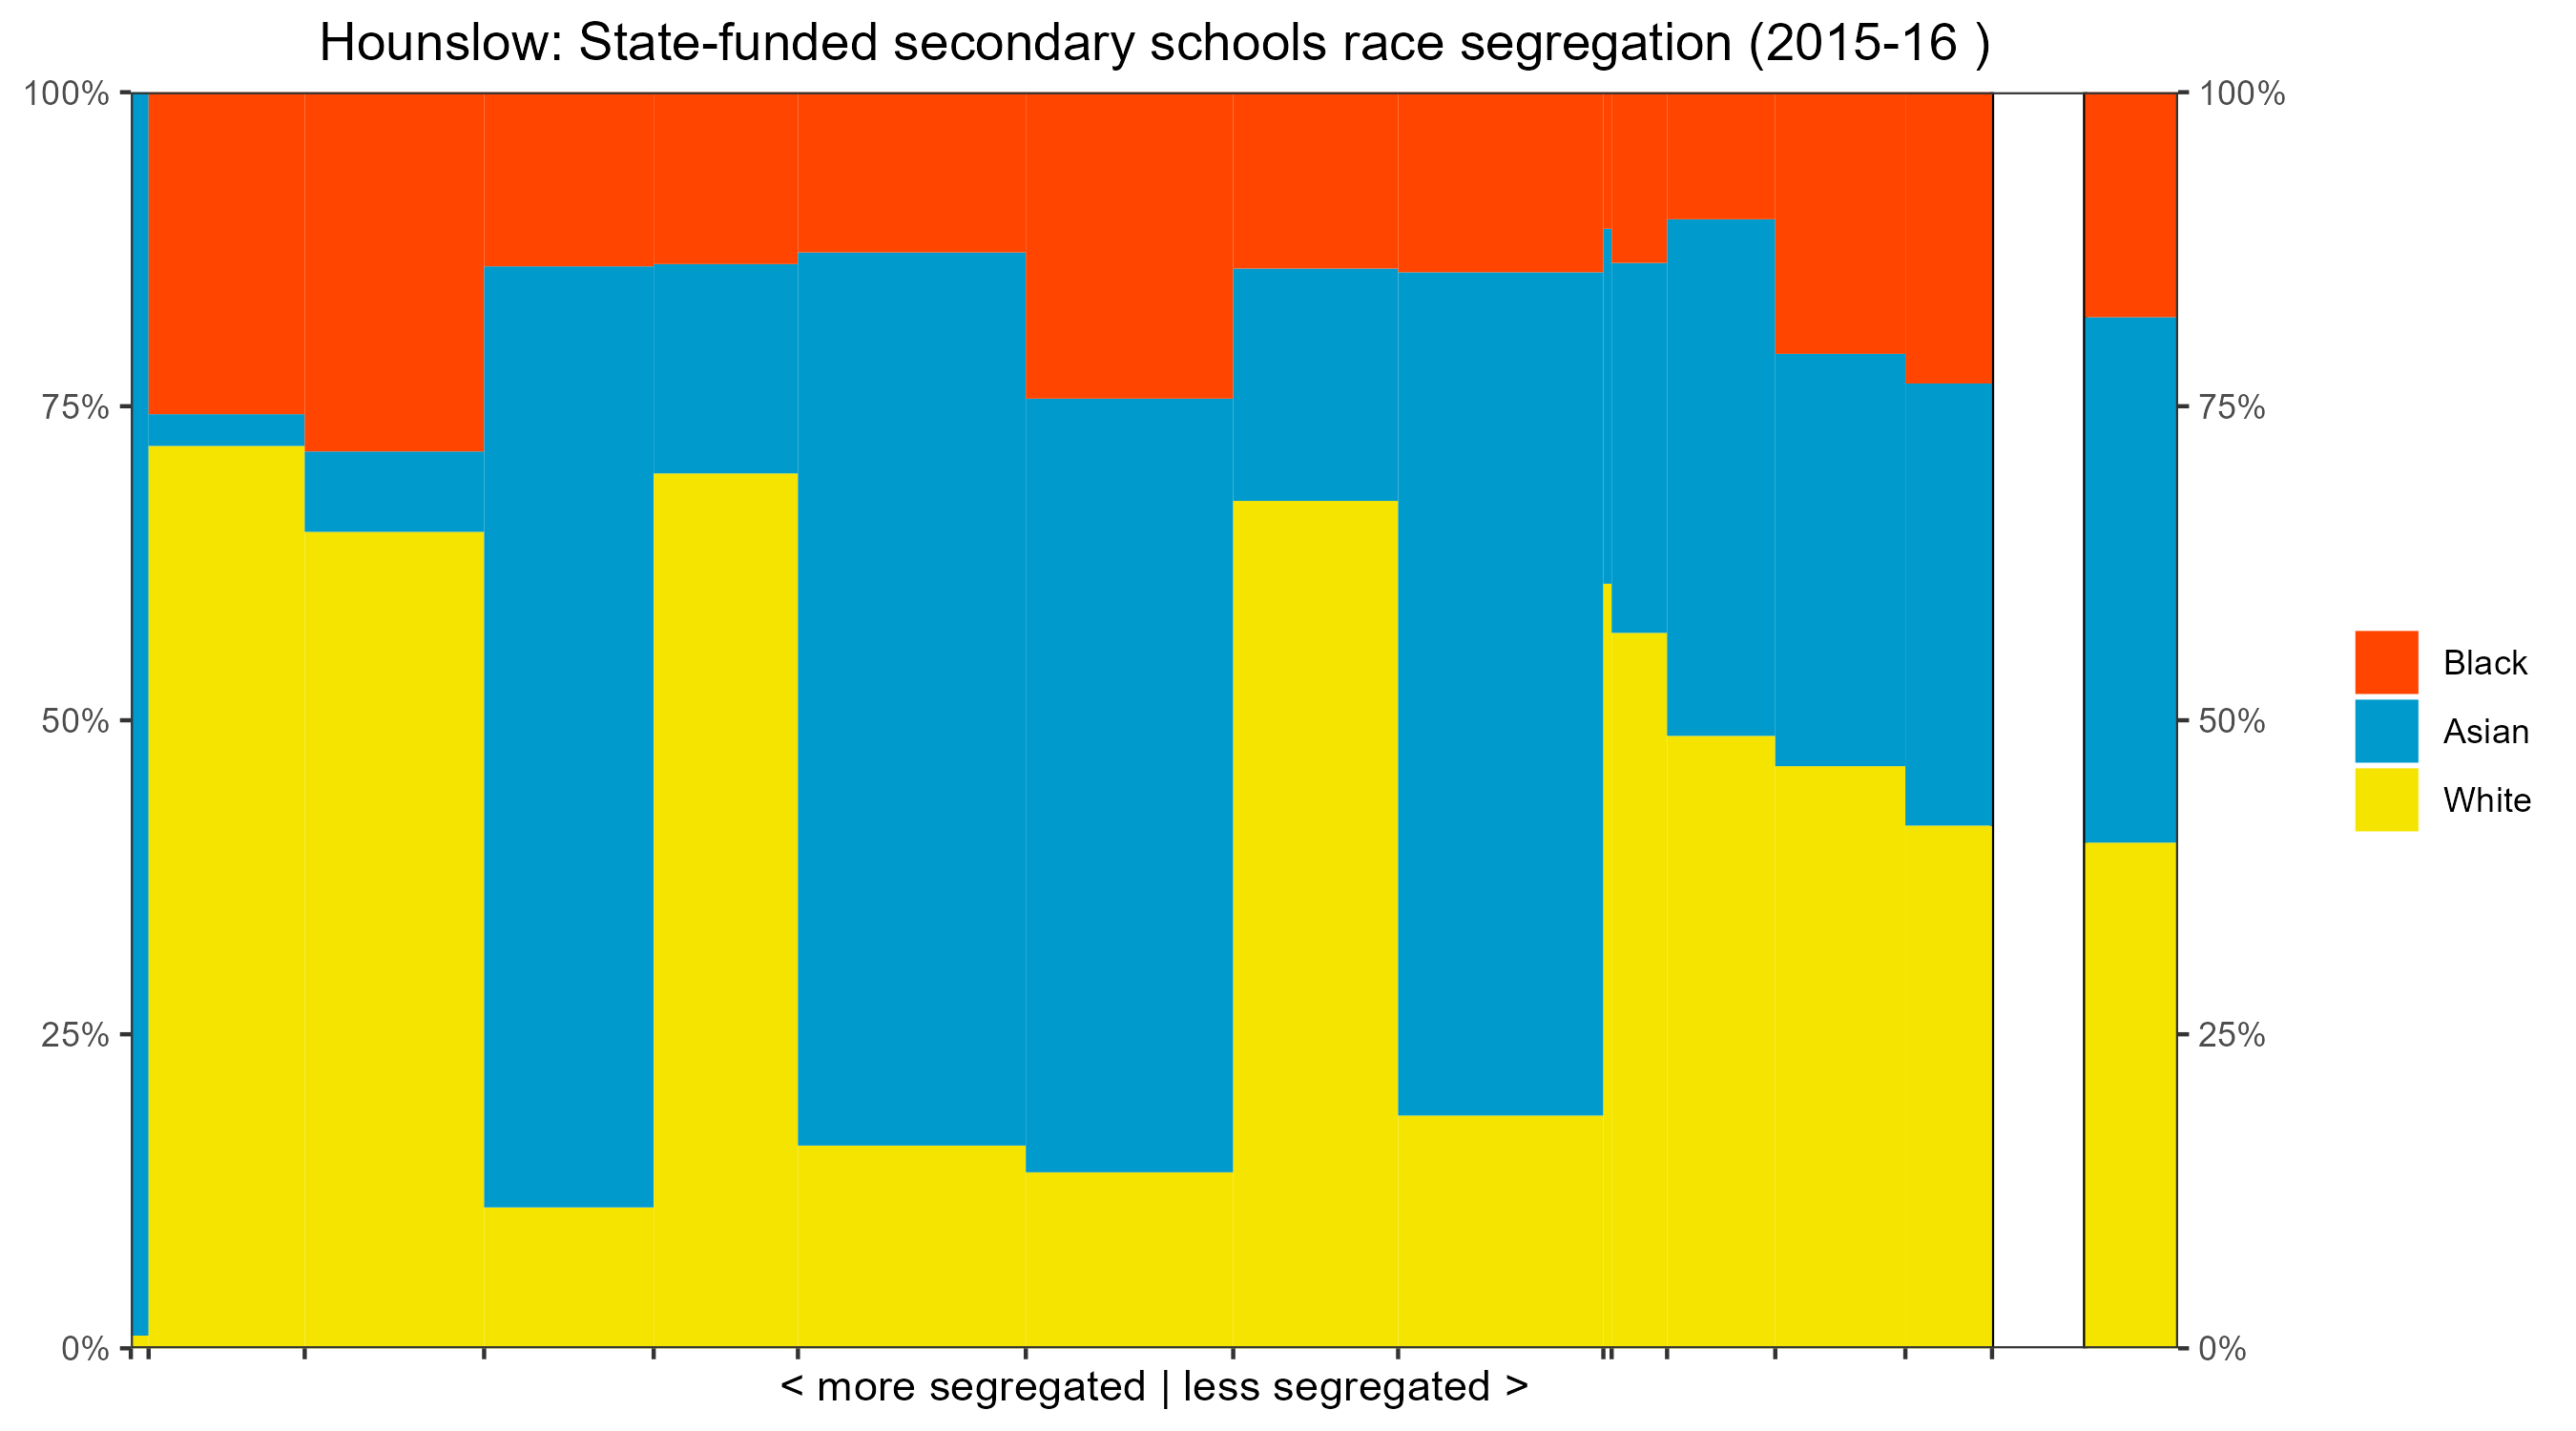 Hounslow: State-funded secondary schools race segregation (2015-16 )
100%
75%
50%
25%
0%
100%
75%
50%
25%
0%
Black
Asian
White
< more segregated | less segregated >